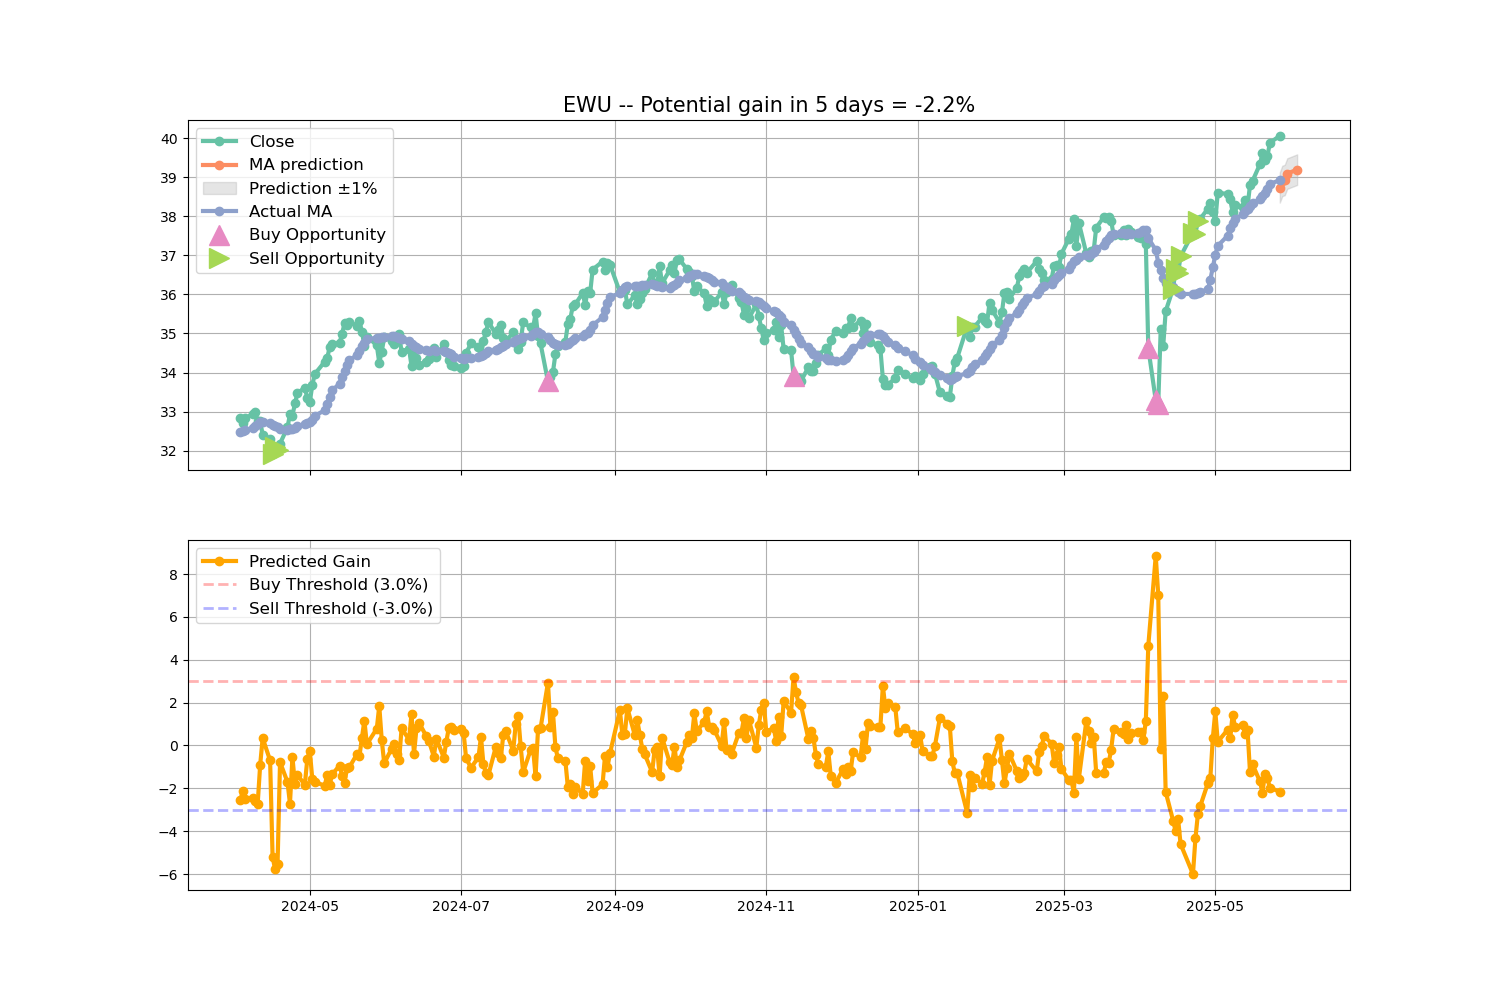 EWU -- Potential gain in 5 days = -2.2%
40
39
38
37
36
35
34
33
32
Close
MA prediction
Prediction ±1%
Actual MA
Buy Opportunity
Sell Opportunity
8
6
4
2
0
−2
−4
−6
Predicted Gain
Buy Threshold (3.0%)
Sell Threshold (-3.0%)
2024-05
2024-07
2024-09
2024-11
2025-01
2025-03
2025-05